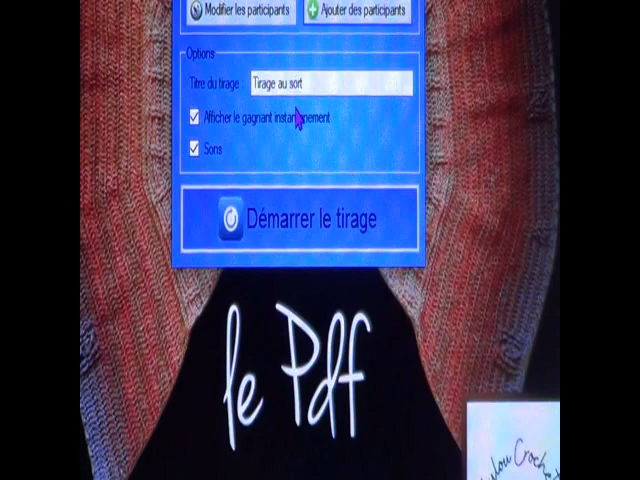 Modifier les participants
Ajouter des participants
Options
Titre du tirage :
Tirage au sort
Afficher le gagnant instantanément
Sons
Démarrer le tirage
le Pdf